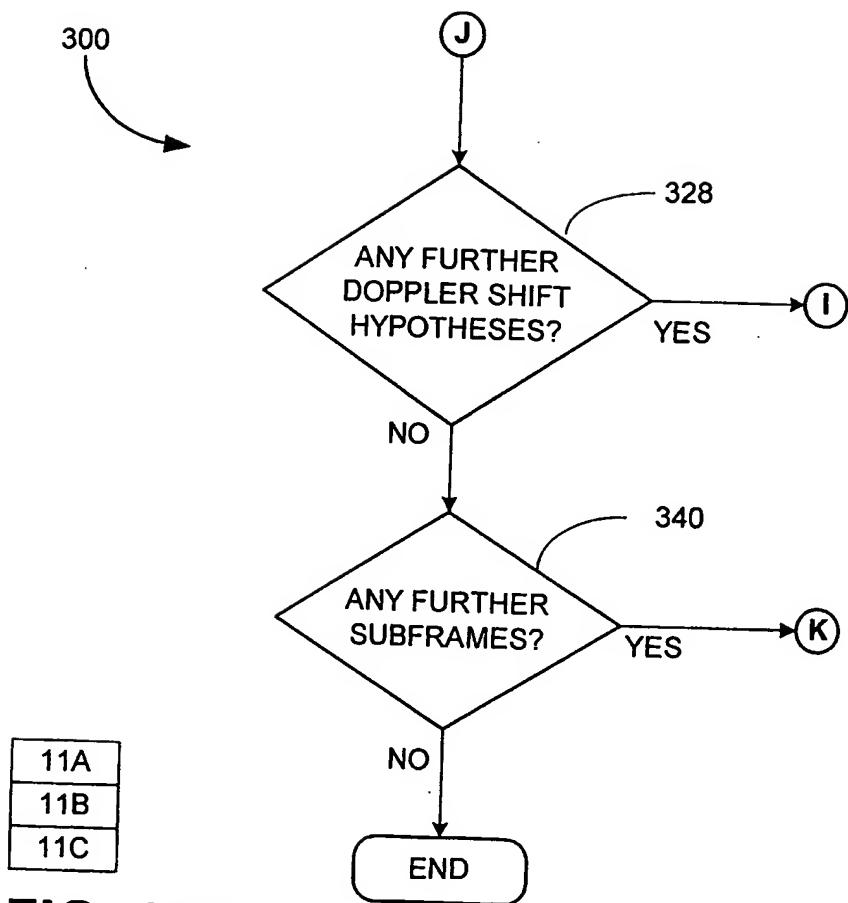 300
J
328
ANY FURTHER
DOPPLER SHIFT
HYPOTHESES?
I
YES
NO
340
ANY FURTHER
SUBFRAMES?
K
YES
NO
11A
11B
11C
END